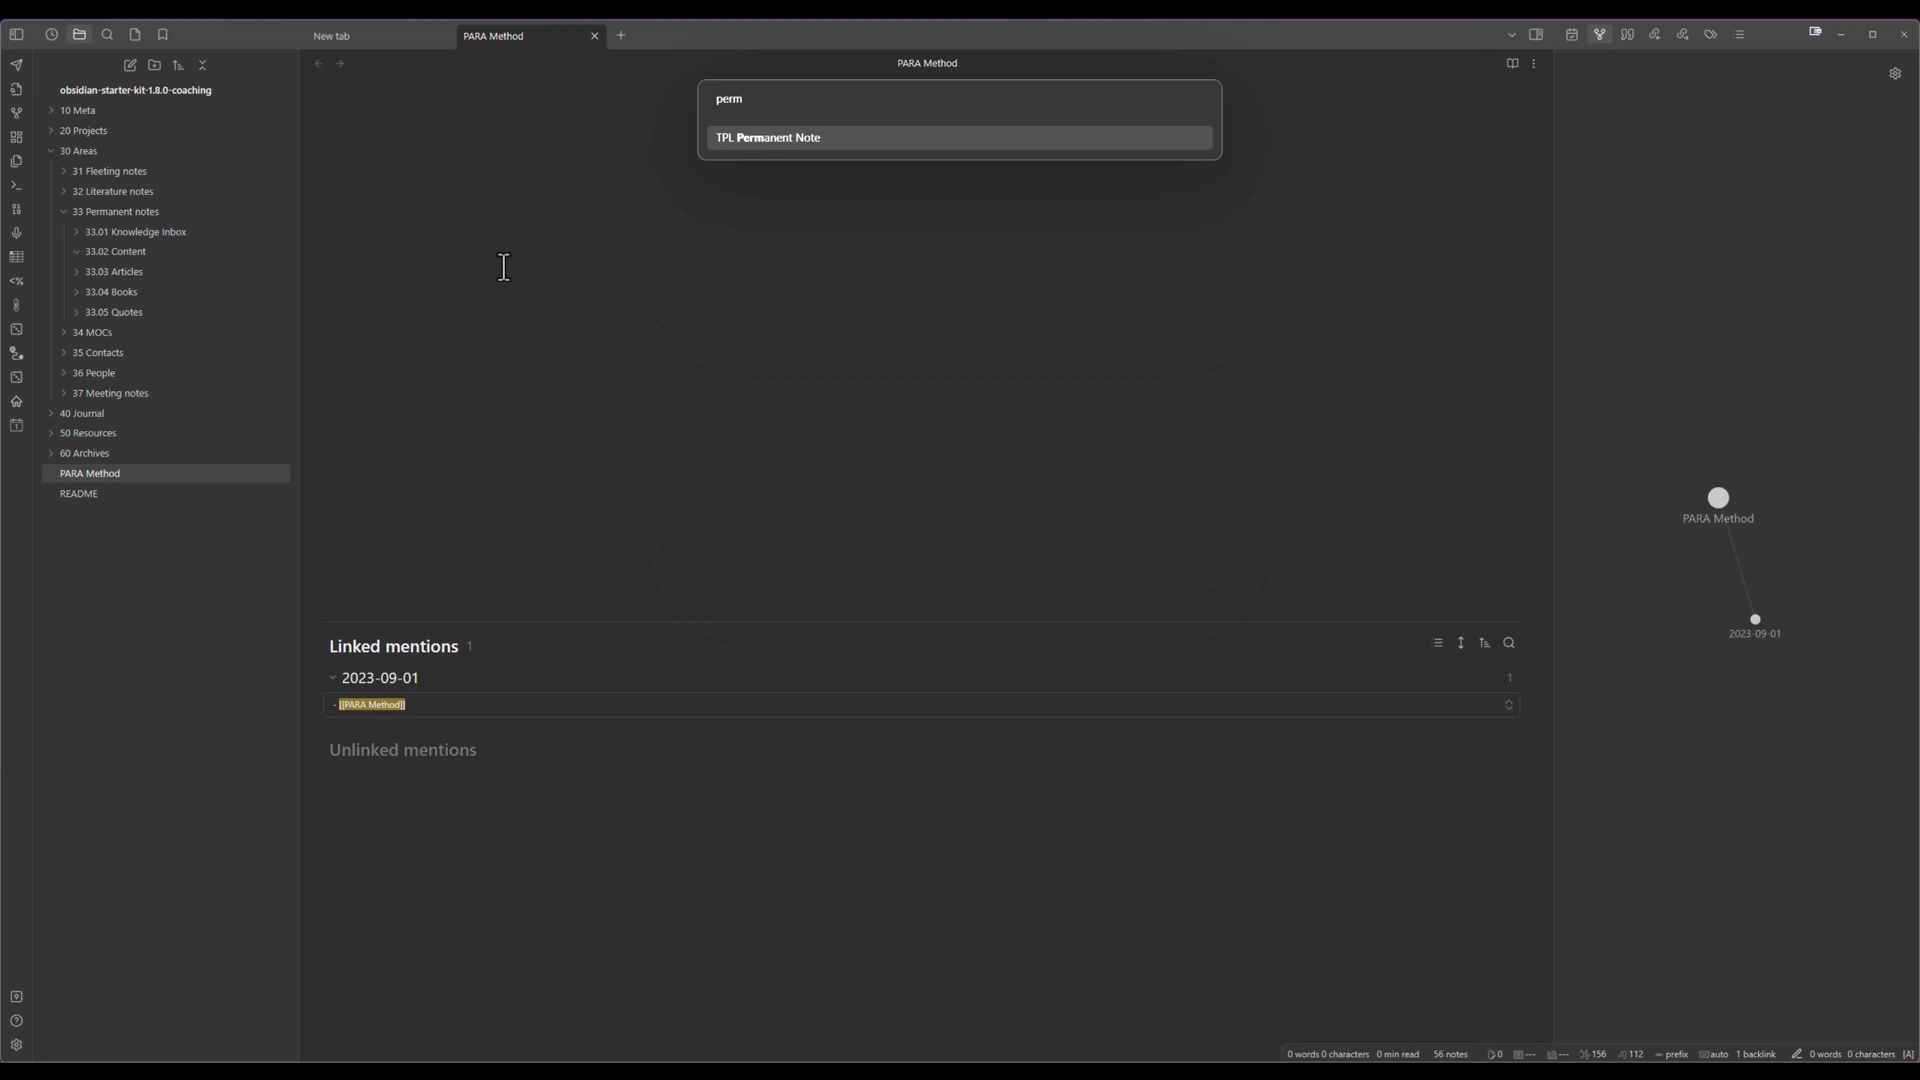 New tab
PARA Method
PARA Method
obsidian-starter-kit-1.8.0-coaching
10 Meta
20 Projects
30 Areas
31 Fleeting notes
32 Literature notes
33 Permanent notes
33.01 Knowledge Inbox
33.02 Content
33.03 Articles
33.04 Books
33.05 Quotes
34 MOCs
35 Contacts
36 People
37 Meeting notes
40 Journal
50 Resources
60 Archives
PARA Method
README
perm
TPL Permanent Note
Linked mentions 1
2023-09-01 1
- [[PARA Method]]
Unlinked mentions
PARA Method
2023-09-01
0 words 0 characters 0 min read 56 notes 0 --- --- 156 112 prefix auto 1 backlink 0 words 0 characters [A]